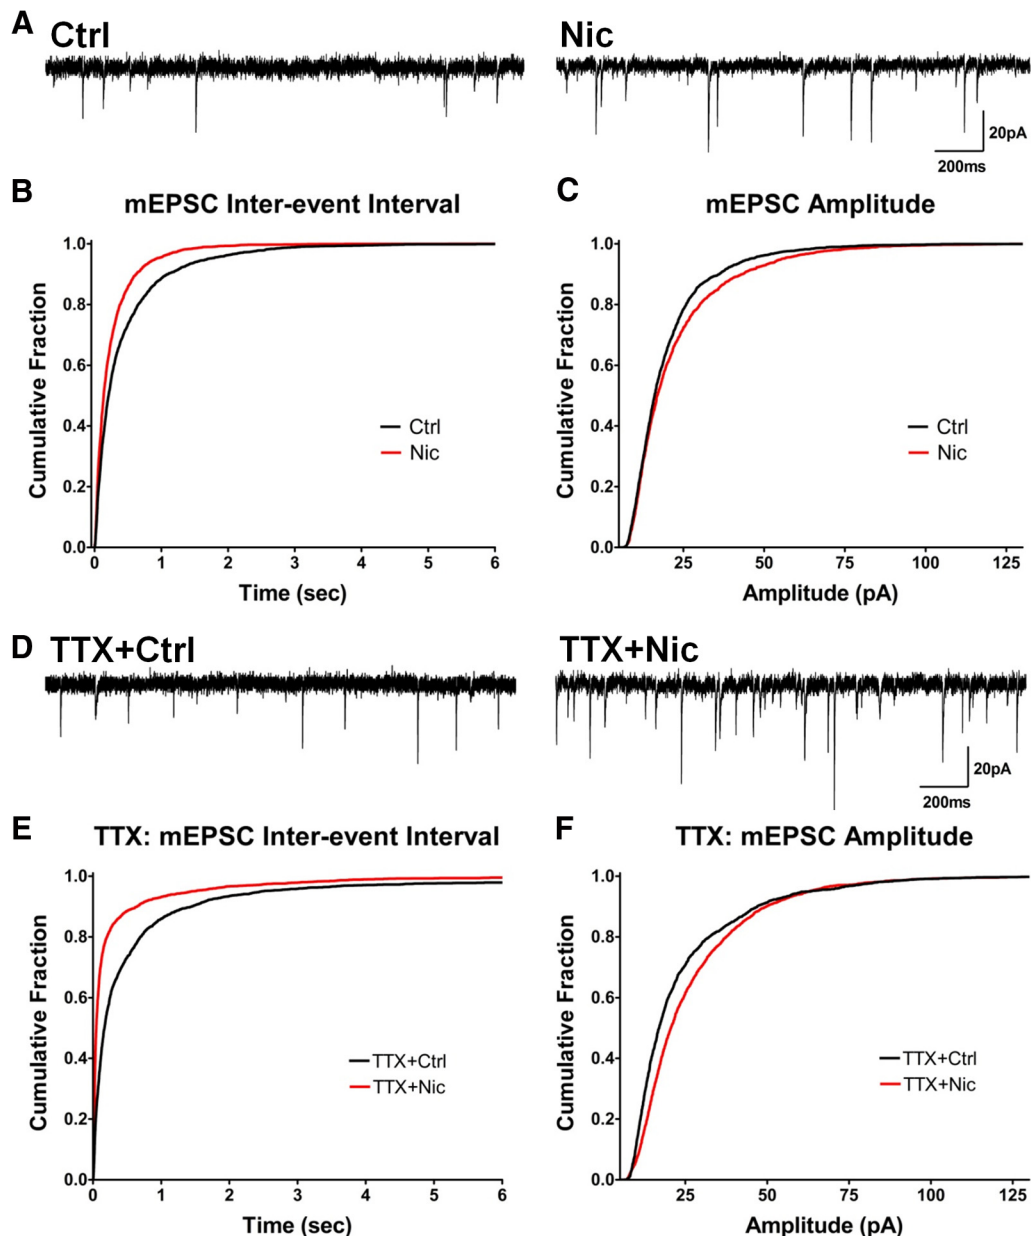 A Ctrl Nic
20pA
200ms
B mEPSC Inter-event Interval
1.0
0.8
0.6
0.4
0.2
0.0
Cumulative Fraction
Ctrl
Nic
0 1 2 3 4 5 6
Time (sec)
C mEPSC Amplitude
1.0
0.8
0.6
0.4
0.2
0.0
Cumulative Fraction
Ctrl
Nic
25 50 75 100 125
Amplitude (pA)
D TTX+Ctrl TTX+Nic
20pA
200ms
E TTX: mEPSC Inter-event Interval
1.0
0.8
0.6
0.4
0.2
0.0
Cumulative Fraction
TTX+Ctrl
TTX+Nic
0 1 2 3 4 5 6
Time (sec)
F TTX: mEPSC Amplitude
1.0
0.8
0.6
0.4
0.2
0.0
Cumulative Fraction
TTX+Ctrl
TTX+Nic
25 50 75 100 125
Amplitude (pA)